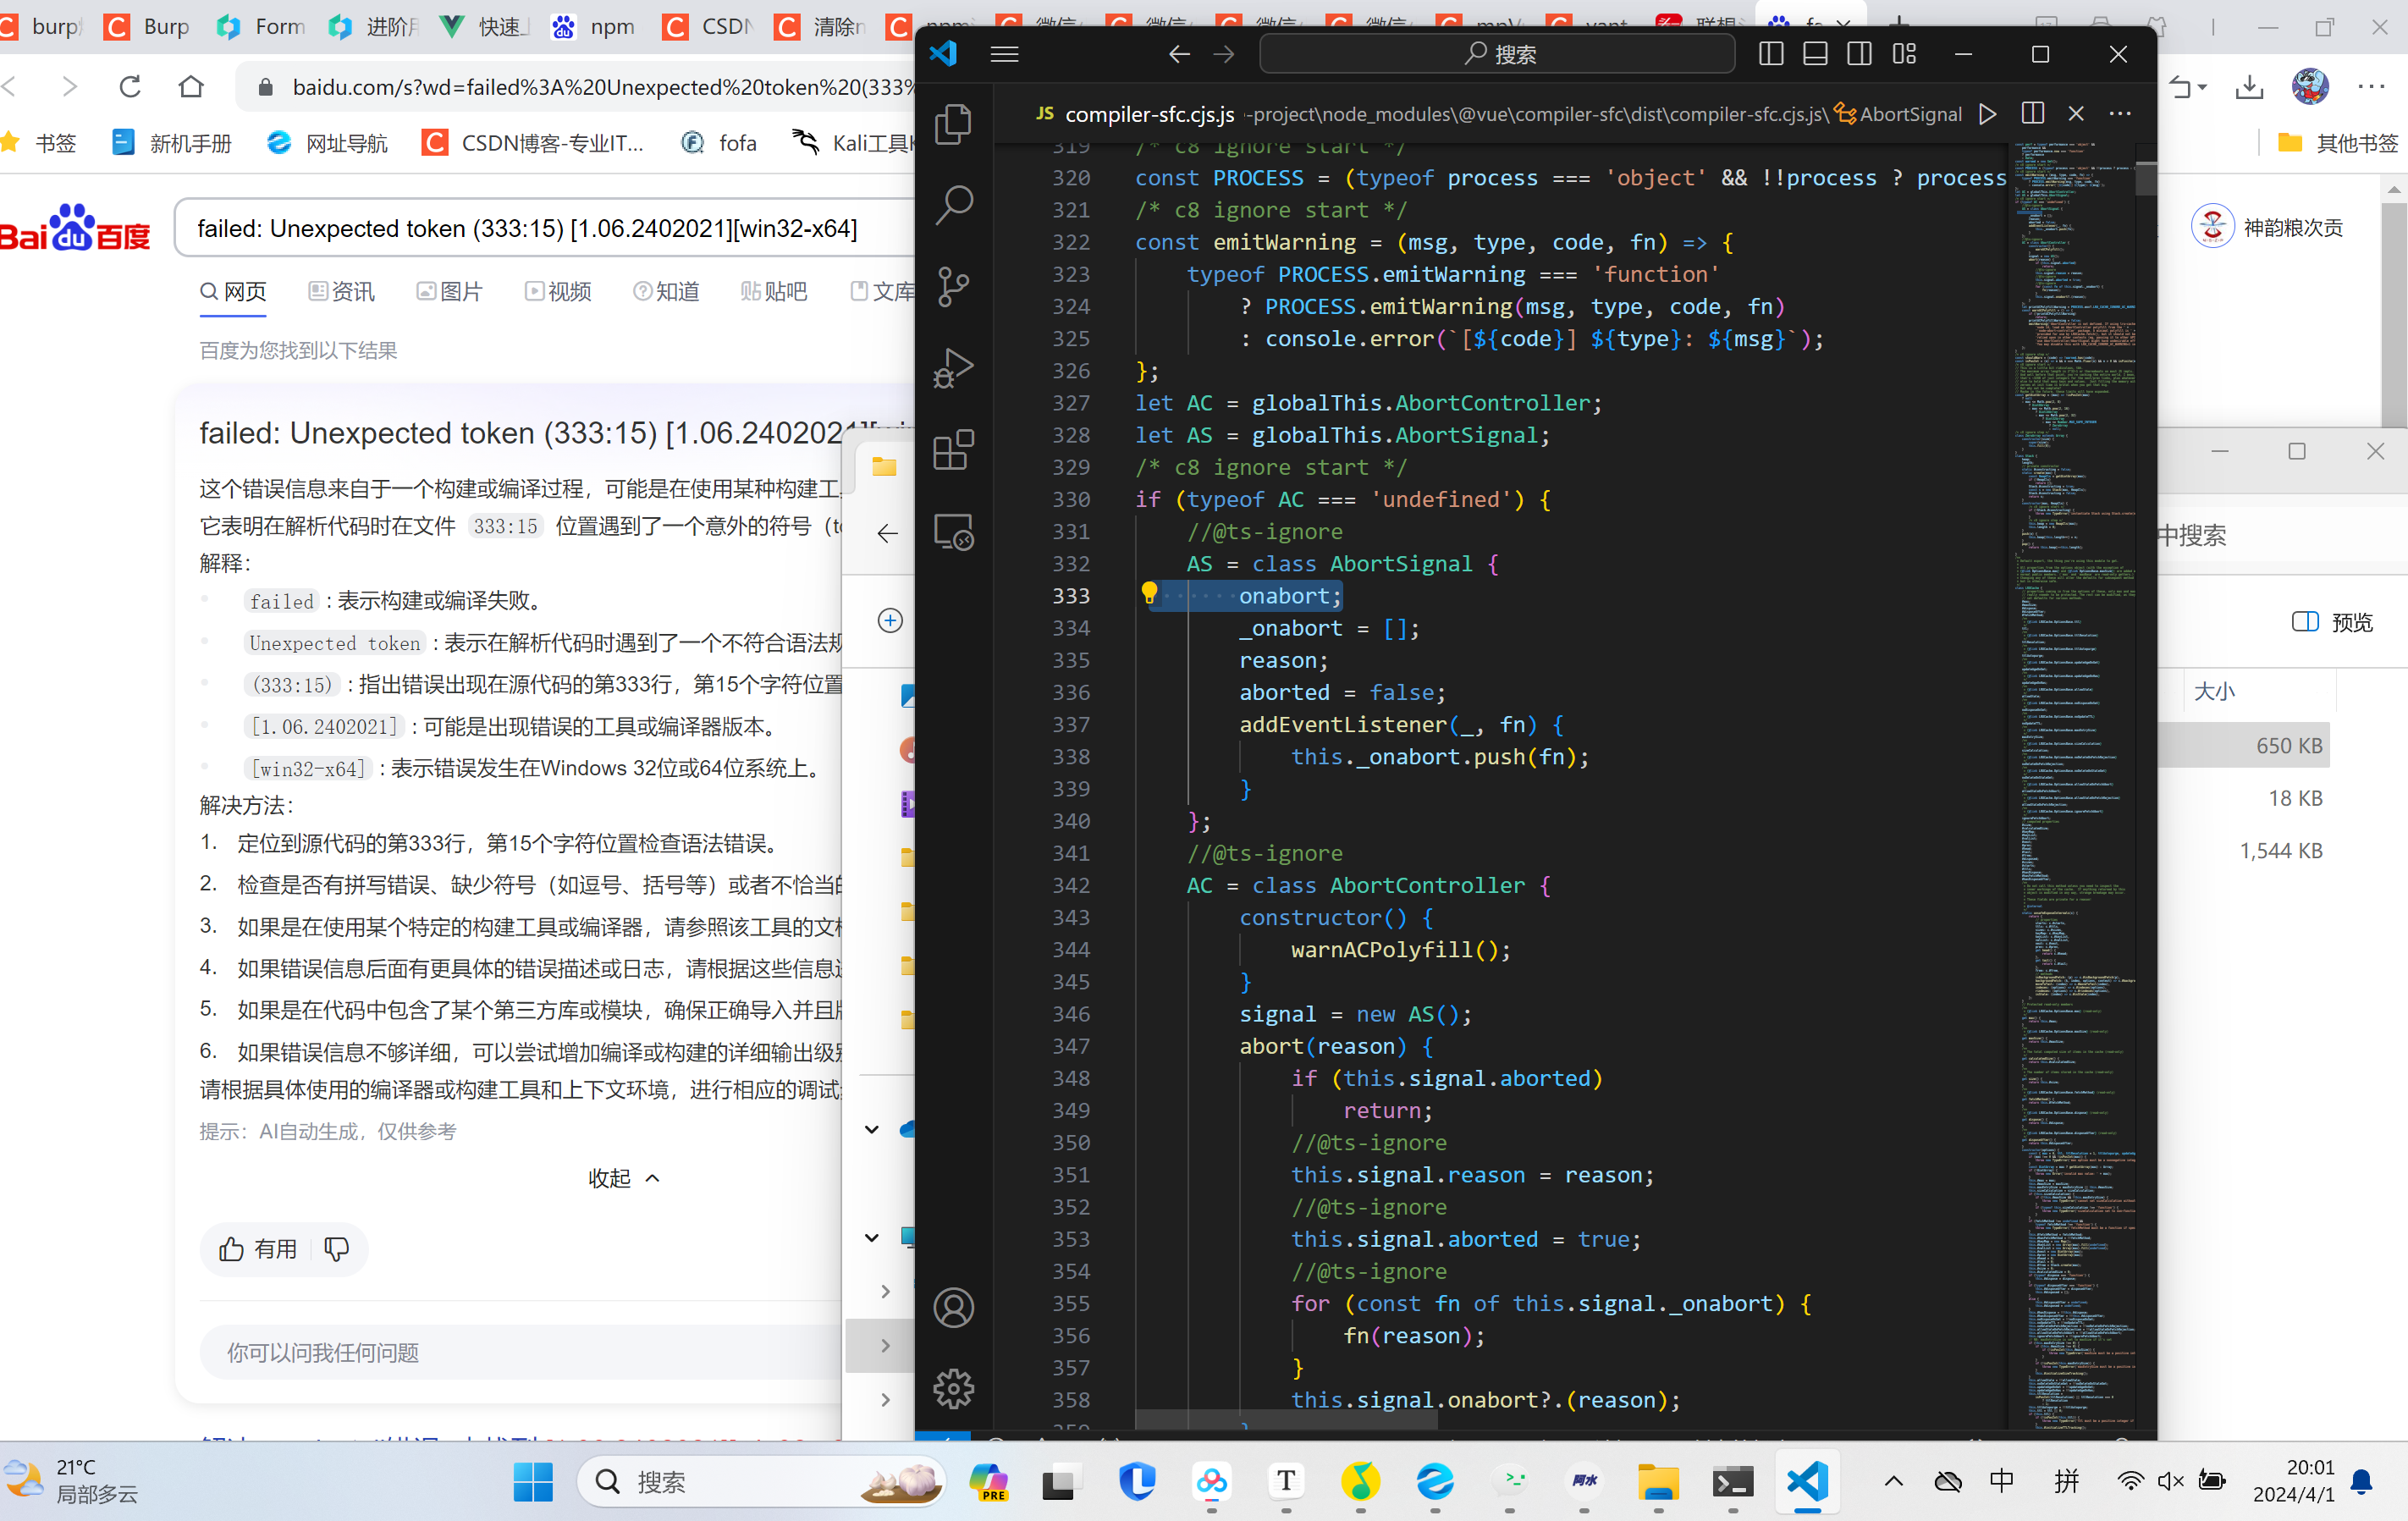 burp
Burp
Form
进阶
快速
npm
CSDN
清除n
npm
微信
微信
微信
微信
mpV
vant
联想
baidu.com/s?wd=failed%3A%20Unexpected%20token%20(333%
书签
新机手册
网址导航
CSDN博客-专业IT...
fofa
Kali工具
其他书签
Bai du 百度
failed: Unexpected token (333:15) [1.06.2402021][win32-x64]
神韵粮次贡
网页
资讯
图片
视频
知道
贴吧
文库
百度为您找到以下结果
failed: Unexpected token (333:15) [1.06.2402021][
这个错误信息来自于一个构建或编译过程，可能是在使用某种构建工
它表明在解析代码时在文件 333:15 位置遇到了一个意外的符号（to
解释：
failed：表示构建或编译失败。
Unexpected token：表示在解析代码时遇到了一个不符合语法规
(333:15)：指出错误出现在源代码的第333行，第15个字符位置
[1.06.2402021]：可能是出现错误的工具或编译器版本。
[win32-x64]：表示错误发生在Windows 32位或64位系统上。
解决方法：
1. 定位到源代码的第333行，第15个字符位置检查语法错误。
2. 检查是否有拼写错误、缺少符号（如逗号、括号等）或者不恰当的
3. 如果是在使用某个特定的构建工具或编译器，请参照该工具的文档
4. 如果错误信息后面有更具体的错误描述或日志，请根据这些信息进
5. 如果是在代码中包含了某个第三方库或模块，确保正确导入并且版
6. 如果错误信息不够详细，可以尝试增加编译或构建的详细输出级别
请根据具体使用的编译器或构建工具和上下文环境，进行相应的调试
提示：AI自动生成，仅供参考
收起
有用
你可以问我任何问题
搜索
JS compiler-sfc.cjs.js -project\node_modules\@vue\compiler-sfc\dist\compiler-sfc.cjs.js\ AbortSignal
319 /* c8 ignore start */
320 const PROCESS = (typeof process === 'object' && !!process ? process
321 /* c8 ignore start */
322 const emitWarning = (msg, type, code, fn) => {
323 typeof PROCESS.emitWarning === 'function'
324 ? PROCESS.emitWarning(msg, type, code, fn)
325 : console.error(`[${code}] ${type}: ${msg}`);
326 };
327 let AC = globalThis.AbortController;
328 let AS = globalThis.AbortSignal;
329 /* c8 ignore start */
330 if (typeof AC === 'undefined') {
331 //@ts-ignore
332 AS = class AbortSignal {
333 onabort;
334 _onabort = [];
335 reason;
336 aborted = false;
337 addEventListener(_, fn) {
338 this._onabort.push(fn);
339 }
340 };
341 //@ts-ignore
342 AC = class AbortController {
343 constructor() {
344 warnACPolyfill();
345 }
346 signal = new AS();
347 abort(reason) {
348 if (this.signal.aborted)
349 return;
350 //@ts-ignore
351 this.signal.reason = reason;
352 //@ts-ignore
353 this.signal.aborted = true;
354 //@ts-ignore
355 for (const fn of this.signal._onabort) {
356 fn(reason);
357 }
358 this.signal.onabort?.(reason);
359 }
中搜索
预览
大小
650 KB
18 KB
1,544 KB
21°C
局部多云
搜索
PRE
T
阿水
中
拼
20:01
2024/4/1